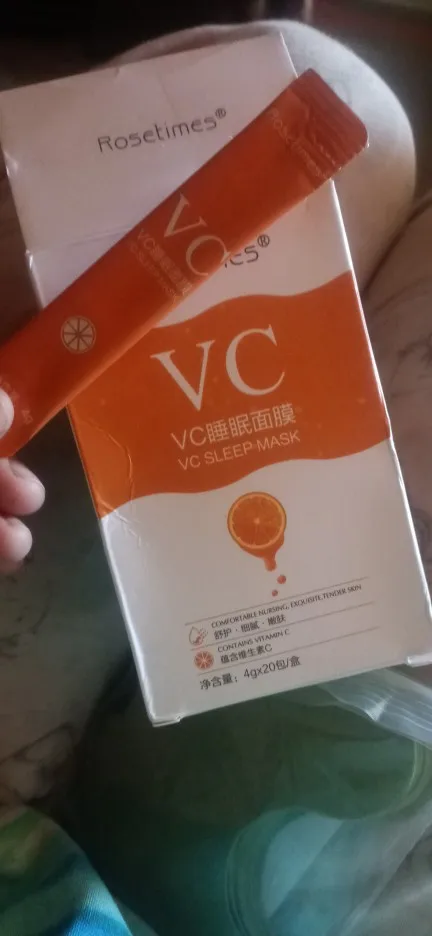 Rosetimes®
Rosetimes
VC
VC睡眠面膜
VC
VC睡眠面膜
VC SLEEP MASK
COMFORTABLE NURSING, EXQUISITE, TENDER SKIN
舒护·细腻·嫩肤
CONTAINS VITAMIN C
蕴含维生素C
净含量：4gx20包/盒